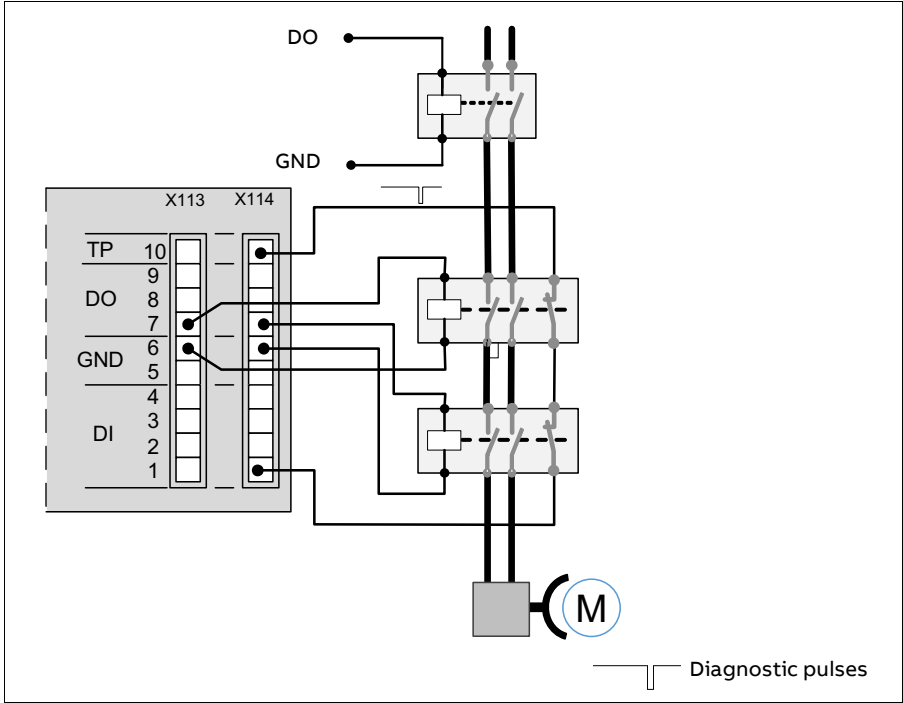 DO
GND
X113 X114
TP 10
9
DO 8
7
GND 6
5
4
DI 3
2
1
M
Diagnostic pulses